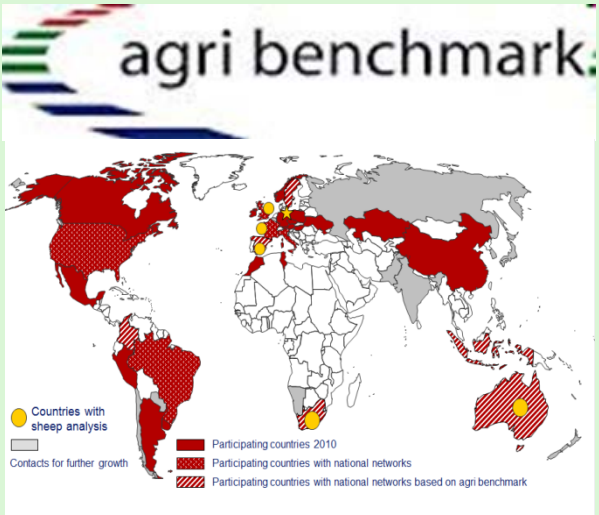 agri benchmark
Countries with
sheep analysis
Contacts for further growth
Participating countries 2010
Participating countries with national networks
Participating countries with national networks based on agri benchmark